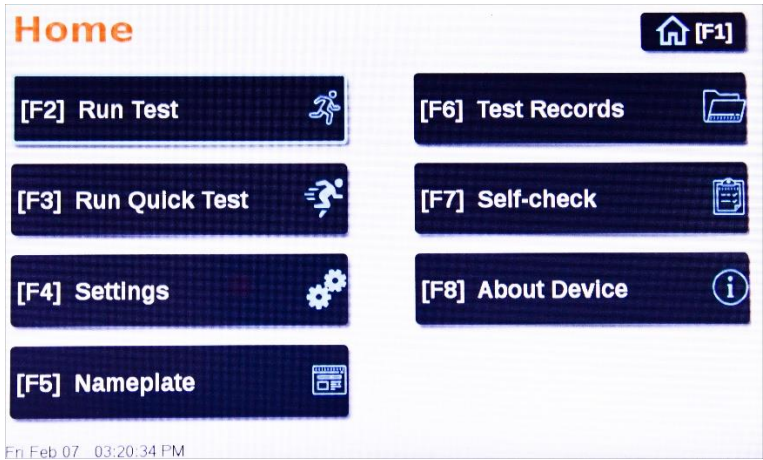 Home
[F1]
[F2] Run Test
[F3] Run Quick Test
[F4] Settings
[F5] Nameplate
[F6] Test Records
[F7] Self-check
[F8] About Device
Fri Feb 07 03:20:34 PM